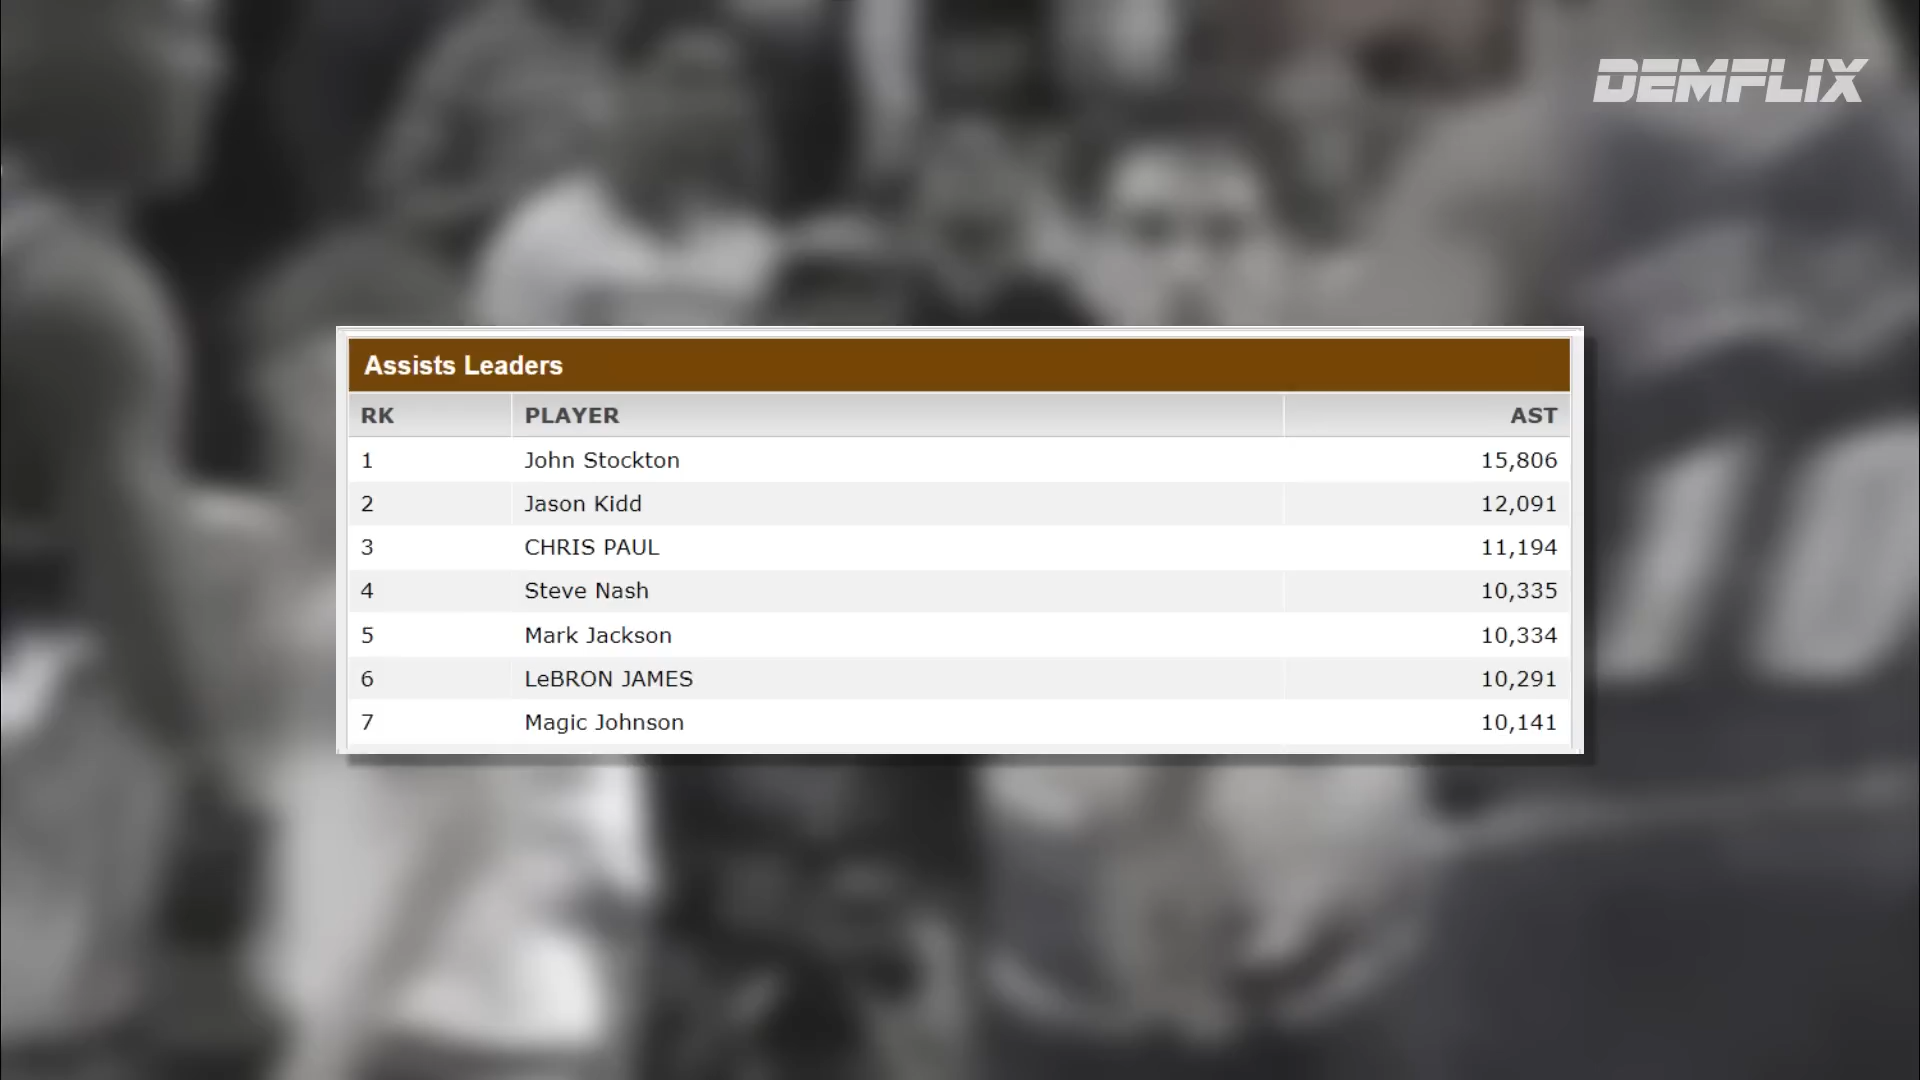 DEMFLIX
Assists Leaders
RK PLAYER AST
1 John Stockton 15,806
2 Jason Kidd 12,091
3 CHRIS PAUL 11,194
4 Steve Nash 10,335
5 Mark Jackson 10,334
6 LeBRON JAMES 10,291
7 Magic Johnson 10,141